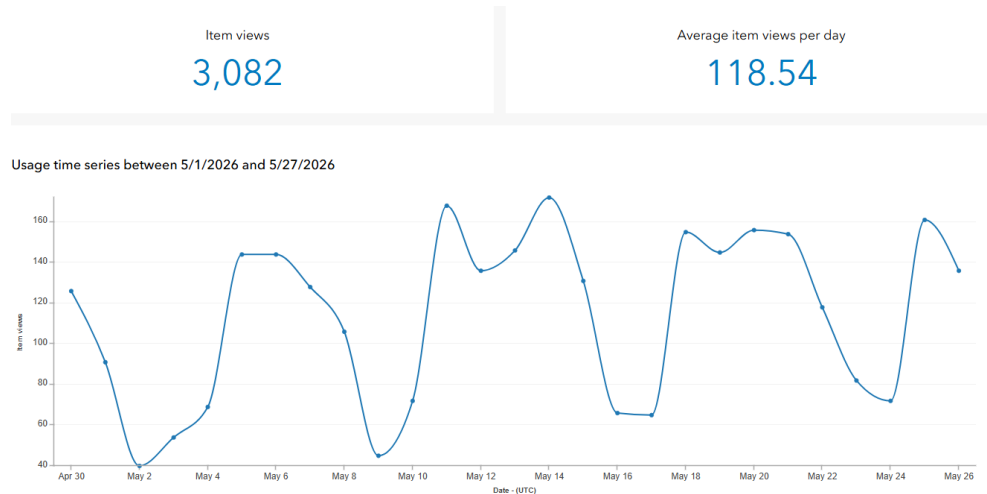 Item views
3,082
Average item views per day
118.54
Usage time series between 5/1/2026 and 5/27/2026
Item views
160
140
120
100
80
60
40
Apr 30 May 2 May 4 May 6 May 8 May 10 May 12 May 14 May 16 May 18 May 20 May 22 May 24 May 26
Date - (UTC)